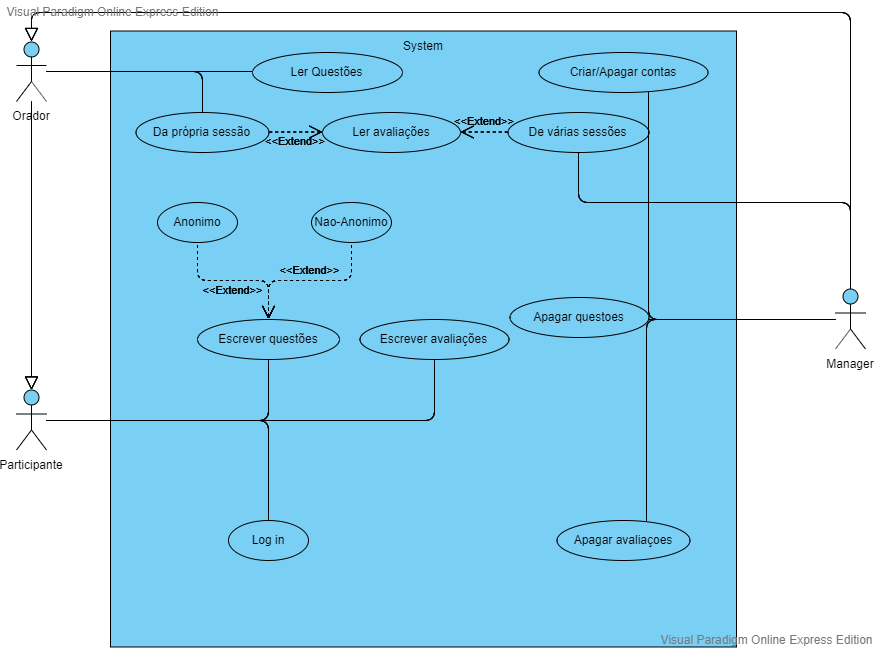 Visual Paradigm Online Express Edition
System
Ler Questões
Criar/Apagar contas
Orador
Da própria sessão
<<Extend>>
Ler avaliações
<<Extend>>
De várias sessões
Anonimo
Nao-Anonimo
<<Extend>>
<<Extend>>
Apagar questoes
Escrever questões
Escrever avaliações
Manager
Participante
Log in
Apagar avaliaçoes
Visual Paradigm Online Express Edition